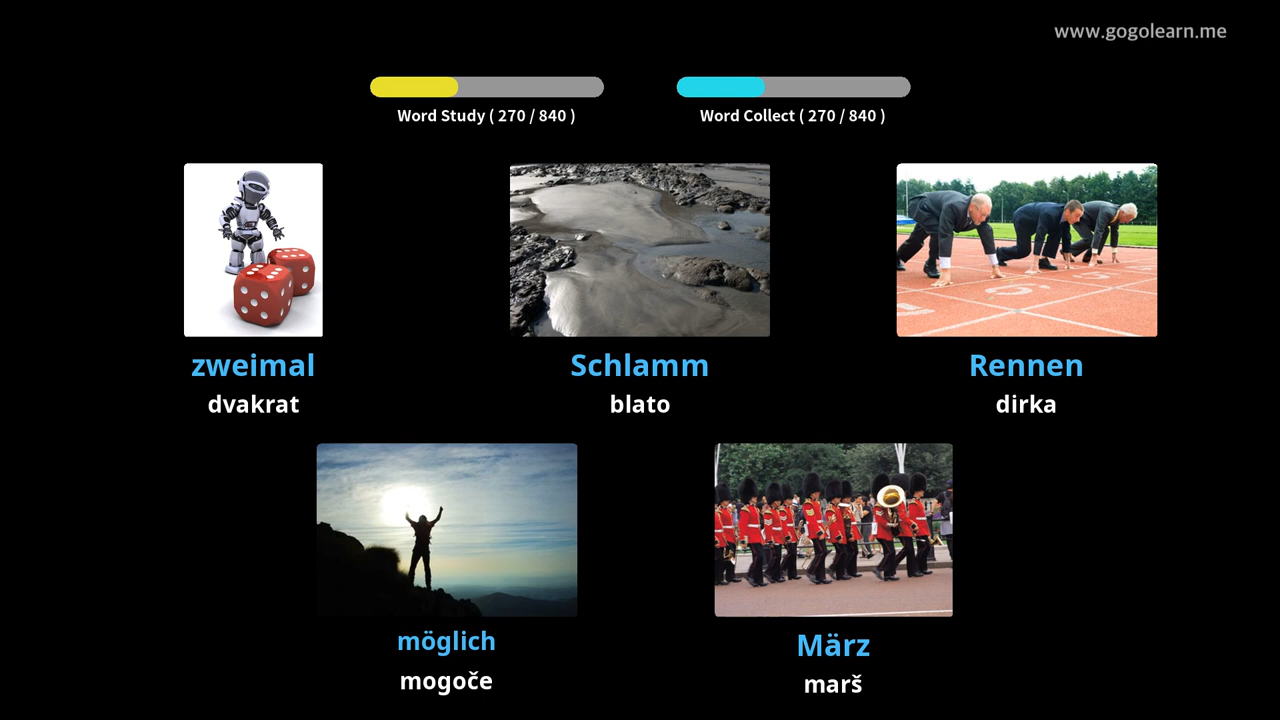 www.gogolearn.me
Word Study ( 270 / 840 )
Word Collect ( 270 / 840 )
zweimal
dvakrat
Schlamm
blato
Rennen
dirka
möglich
mogoče
März
marš